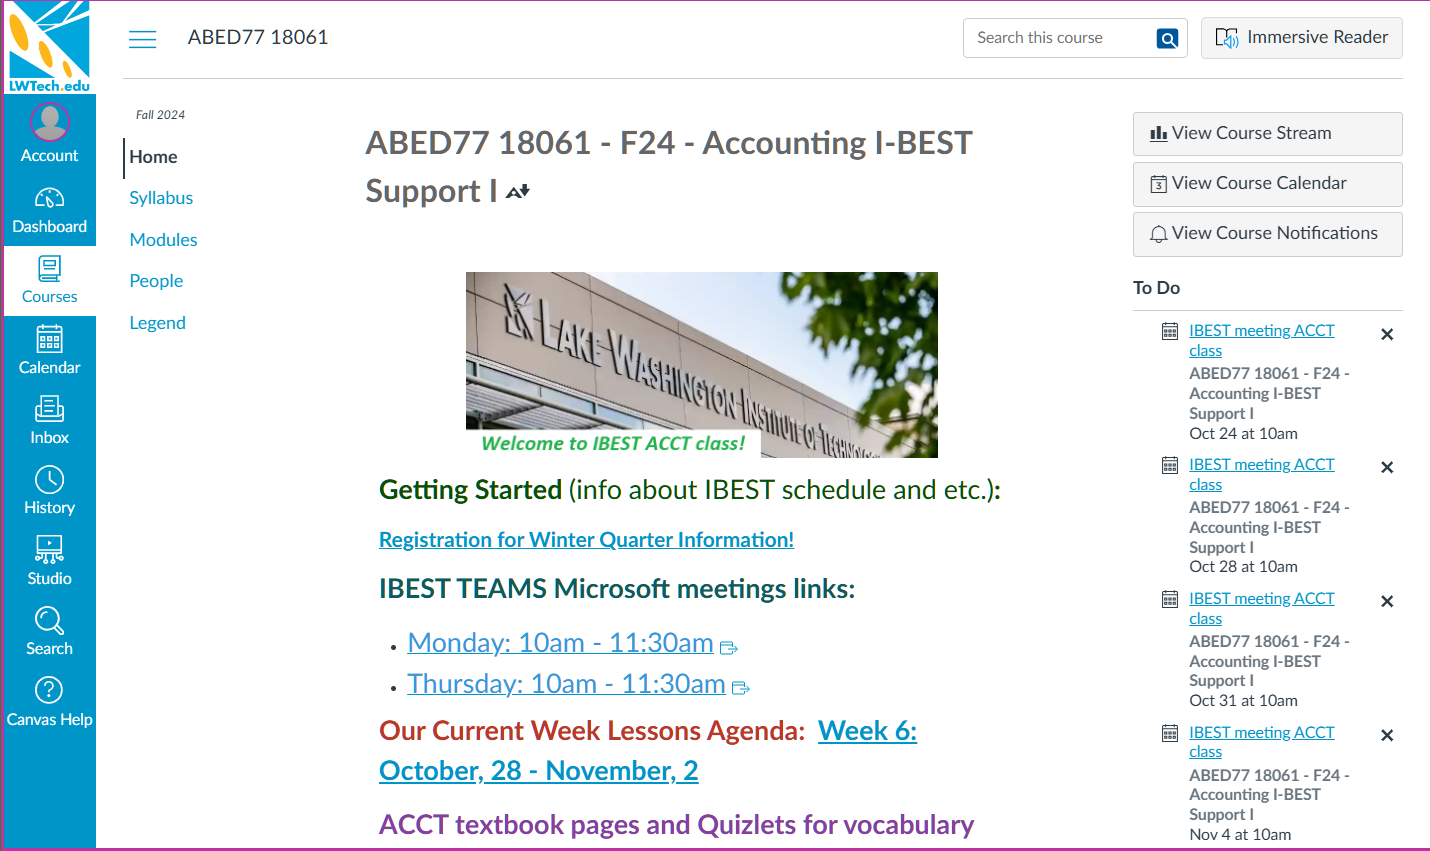 LWTech.edu
Account
Dashboard
Courses
Calendar
Inbox
History
Studio
Search
Canvas Help
ABED77 18061
Search this course
Immersive Reader
Fall 2024
Home
Syllabus
Modules
People
Legend
ABED77 18061 - F24 - Accounting I-BEST
Support I
LAKE WASHINGTON INSTITUTE OF TECHNOLOGY
Welcome to IBEST ACCT class!
Getting Started (info about IBEST schedule and etc.):
Registration for Winter Quarter Information!
IBEST TEAMS Microsoft meetings links:
• Monday: 10am - 11:30am
• Thursday: 10am - 11:30am
Our Current Week Lessons Agenda: Week 6:
October, 28 - November, 2
ACCT textbook pages and Quizlets for vocabulary
View Course Stream
3
View Course Calendar
View Course Notifications
To Do
IBEST meeting ACCT
class
ABED77 18061 - F24 -
Accounting I-BEST
Support I
Oct 24 at 10am
IBEST meeting ACCT
class
ABED77 18061 - F24 -
Accounting I-BEST
Support I
Oct 28 at 10am
IBEST meeting ACCT
class
ABED77 18061 - F24 -
Accounting I-BEST
Support I
Oct 31 at 10am
IBEST meeting ACCT
class
ABED77 18061 - F24 -
Accounting I-BEST
Support I
Nov 4 at 10am